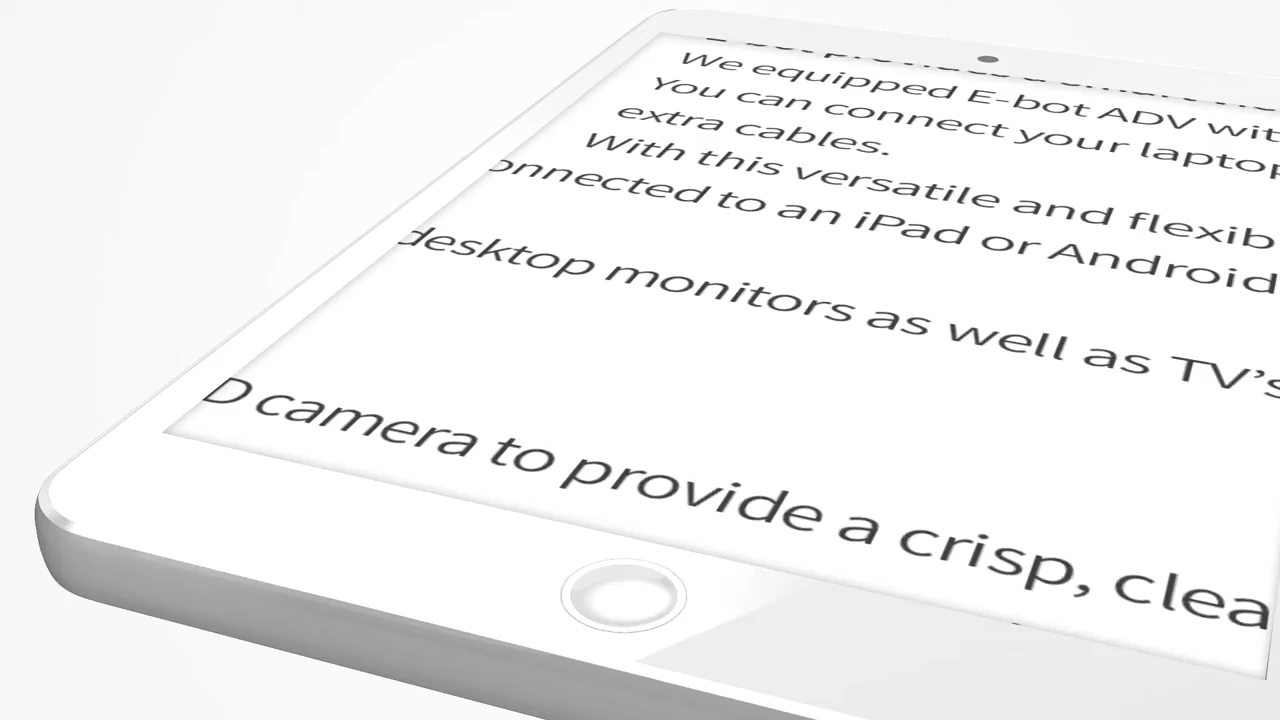 We equipped E-bot ADV wit
You can connect your laptop
extra cables.
With this versatile and flexib
onnected to an iPad or Android
desktop monitors as well as TV’s
D camera to provide a crisp, clea